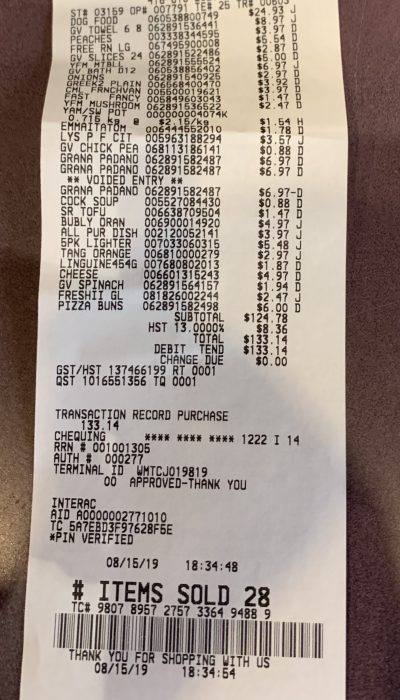 ST# 03159 OP# 007791 TE# 25 TR# 00603
DOG FOOD 060538800749 $24.93 J
GV TOWEL 6 8 062891536441 $8.97 J
PEACHES 003338344595 $3.97 D
FREE RN LG 067495900008 $5.54 D
GV SLICES 24 062891522486 $2.87 D
YFM MTBLL $5.00 D
GV BATH D12 060538856402 $6.97 J
ONIONS 062891540925 $2.97 D
GREENS PLAIN 006568400470 $3.92 D
CML FRNCHVAN 065500019621 $3.97 D
FAST FANCY 005849603043 $1.47 D
YFM MUSHROOM 062891536522 $2.47 D
YAM/SW POT 000000004074K
0.715 kg @ $2.15/kg $1.54 H
EMMAITATOM 006444552010 $1.78 D
LYS P F CIT 005963188294 $3.57 J
GV CHICK PEA 068113186141 $0.88 D
GRANA PADANO 062891582487 $6.97 D
GRANA PADANO 062891582487 $6.97 D
** VOIDED ENTRY **
GRANA PADANO 062891582487 $6.97-D
COCK SOUP 005527084430 $0.88 D
SR TOFU 006638709504 $1.47 D
BUBLY ORAN 006900014920 $4.97 J
ALL PUR DISH 002120052141 $3.97 J
5PK LIGHTER 007033060315 $5.48 J
TANG ORANGE 006810000279 $2.97 J
LINGUINE454G 007680802013 $1.87 D
CHEESE 006601315243 $4.97 D
GV SPINACH 062891564157 $1.94 D
FRESHII GL 081826002244 $2.47 J
PIZZA BUNS 062891582498 $6.00 D
SUBTOTAL $124.78
HST 13.0000% $8.36
TOTAL $133.14
DEBIT TEND $133.14
CHANGE DUE $0.00
GST/HST 137466199 RT 0001
QST 1016551356 TQ 0001
TRANSACTION RECORD PURCHASE
133.14
CHEQUING **** **** **** 1222 I 14
RRN # 001001305
AUTH # 000277
TERMINAL ID WMTCJ019819
00 APPROVED-THANK YOU
INTERAC
AID A0000002771010
TC 5A7EBD3F97628F5E
*PIN VERIFIED
08/15/19 18:34:48
# ITEMS SOLD 28
TC# 9807 8957 2757 3364 9488 9
THANK YOU FOR SHOPPING WITH US
08/15/19 18:34:54